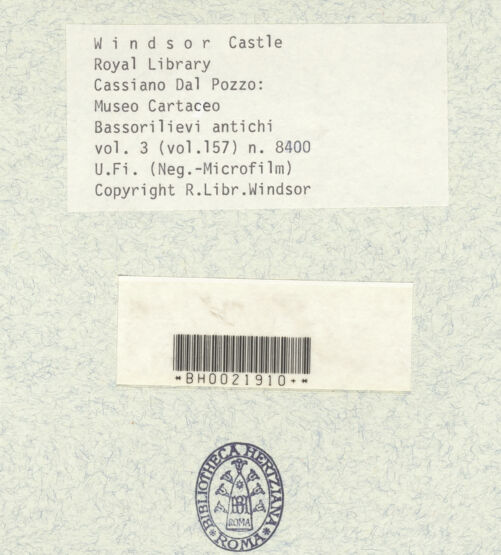 W i n d s o r Castle
Royal Library
Cassiano Dal Pozzo:
Museo Cartaceo
Bassorilievi antichi
vol. 3 (vol.157) n. 8400
U.Fi. (Neg.-Microfilm)
Copyright R.Libr.Windsor
*BH0021910+*
*BIBLIOTHECA HERTZIANA*
BH
ROMA
ROMA